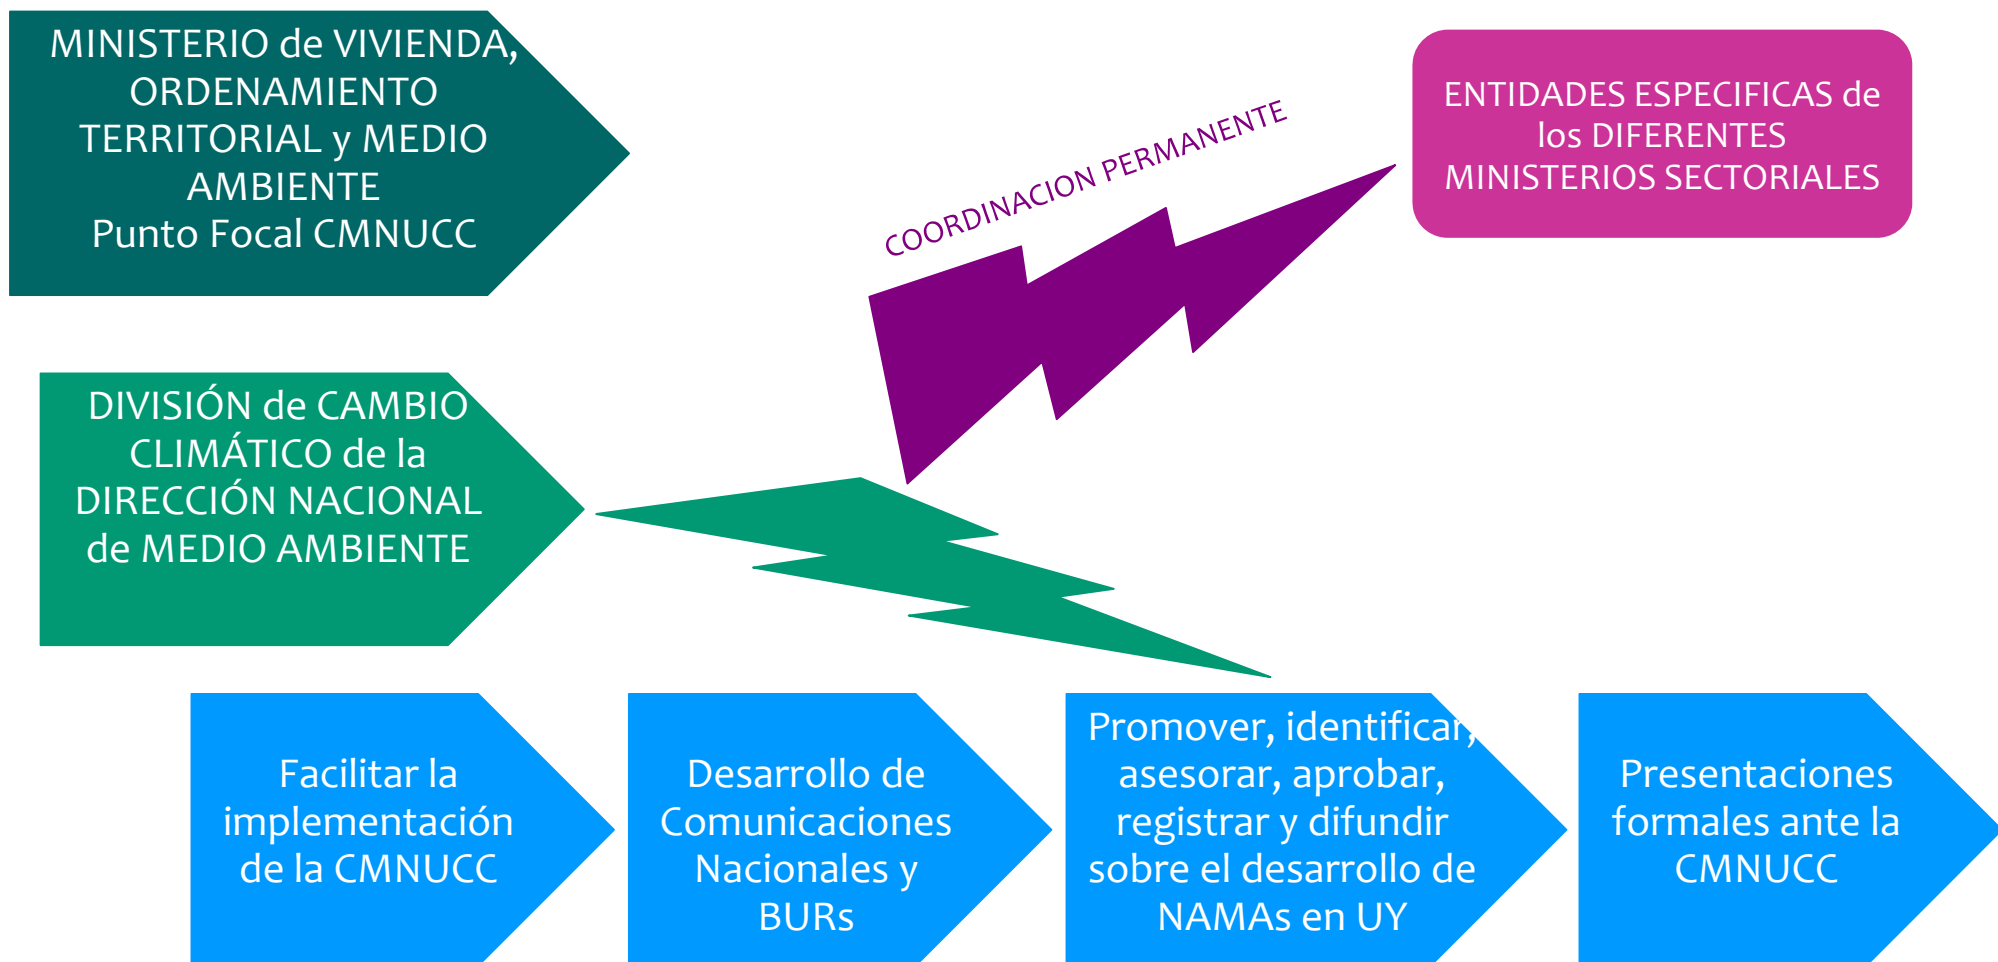 MINISTERIO de VIVIENDA,
ORDENAMIENTO
TERRITORIAL y MEDIO
AMBIENTE
Punto Focal CMNUCC
COORDINACION PERMANENTE
ENTIDADES ESPECIFICAS de
los DIFERENTES
MINISTERIOS SECTORIALES
DIVISIÓN de CAMBIO
CLIMÁTICO de la
DIRECCIÓN NACIONAL
de MEDIO AMBIENTE
Facilitar la
implementación
de la CMNUCC
Desarrollo de
Comunicaciones
Nacionales y
BURs
Promover, identificar,
asesorar, aprobar,
registrar y difundir
sobre el desarrollo de
NAMAs en UY
Presentaciones
formales ante la
CMNUCC